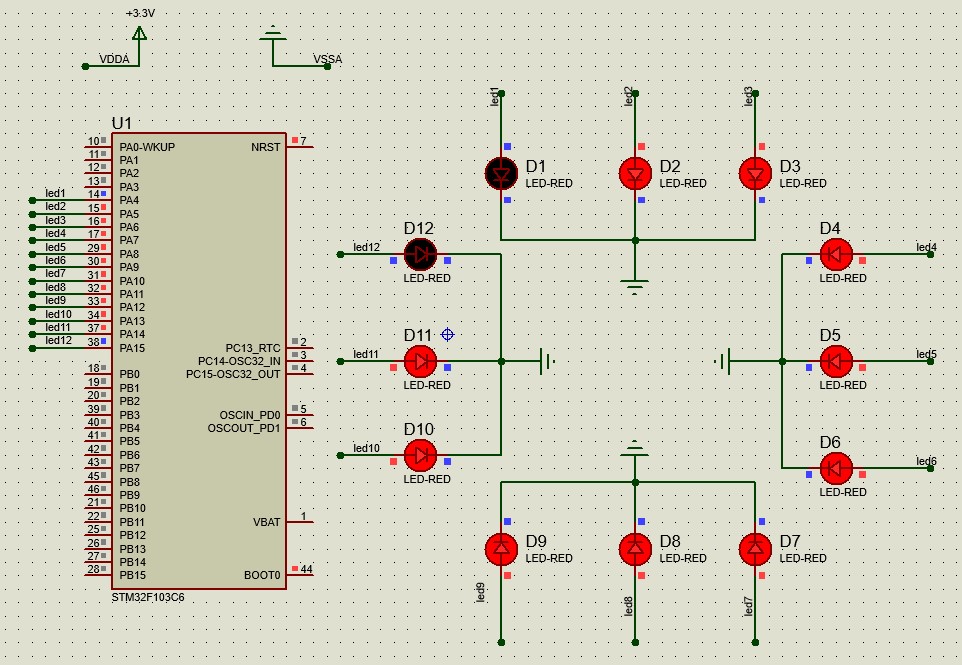 +3.3V
VDDA
VSSA
U1
10 PA0-WKUP NRST 7
11 PA1
12 PA2
13 PA3
led1 14 PA4
led2 15 PA5
led3 16 PA6
led4 17 PA7
led5 29 PA8
led6 30 PA9
led7 31 PA10
led8 32 PA11
led9 33 PA12
led10 34 PA13
led11 37 PA14
led12 38 PA15
PC13_RTC 2
PC14-OSC32_IN 3
PC15-OSC32_OUT 4
18 PB0
19 PB1
20 PB2
39 PB3 OSCIN_PD0 5
40 PB4 OSCOUT_PD1 6
41 PB5
42 PB6
43 PB7
45 PB8
46 PB9
21 PB10
22 PB11 VBAT 1
25 PB12
26 PB13
27 PB14
28 PB15 BOOT0 44
STM32F103C6
led1
D1
LED-RED
led2
D2
LED-RED
led3
D3
LED-RED
led12
D12
LED-RED
D4
led4
LED-RED
led11
D11
LED-RED
D5
led5
LED-RED
led10
D10
LED-RED
D6
led6
LED-RED
D9
LED-RED
led9
D8
LED-RED
led8
D7
LED-RED
led7